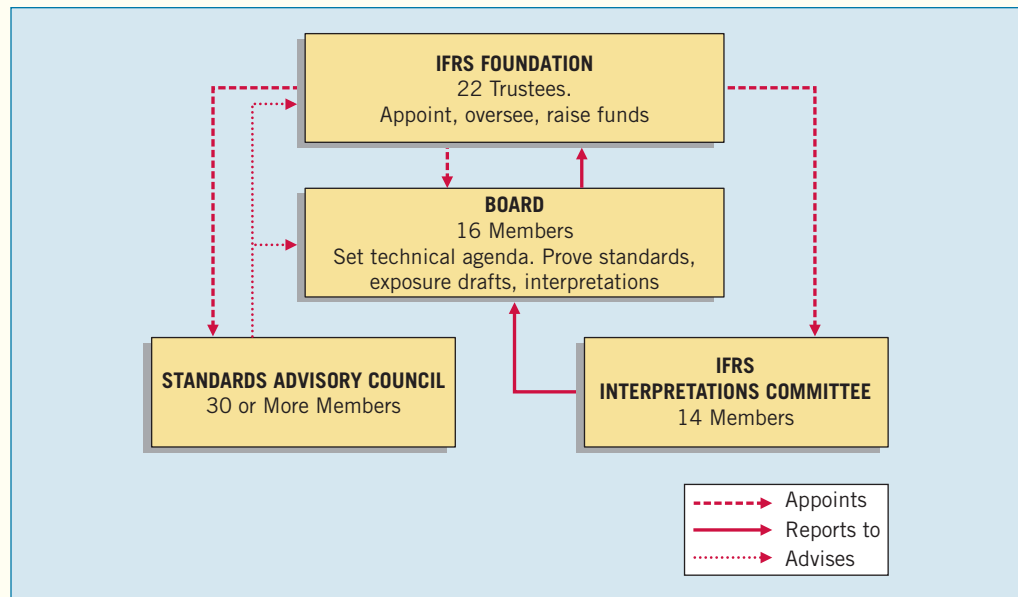 IFRS FOUNDATION
22 Trustees.
Appoint, oversee, raise funds
BOARD
16 Members
Set technical agenda. Prove standards,
exposure drafts, interpretations
STANDARDS ADVISORY COUNCIL
30 or More Members
IFRS
INTERPRETATIONS COMMITTEE
14 Members
Appoints
Reports to
Advises